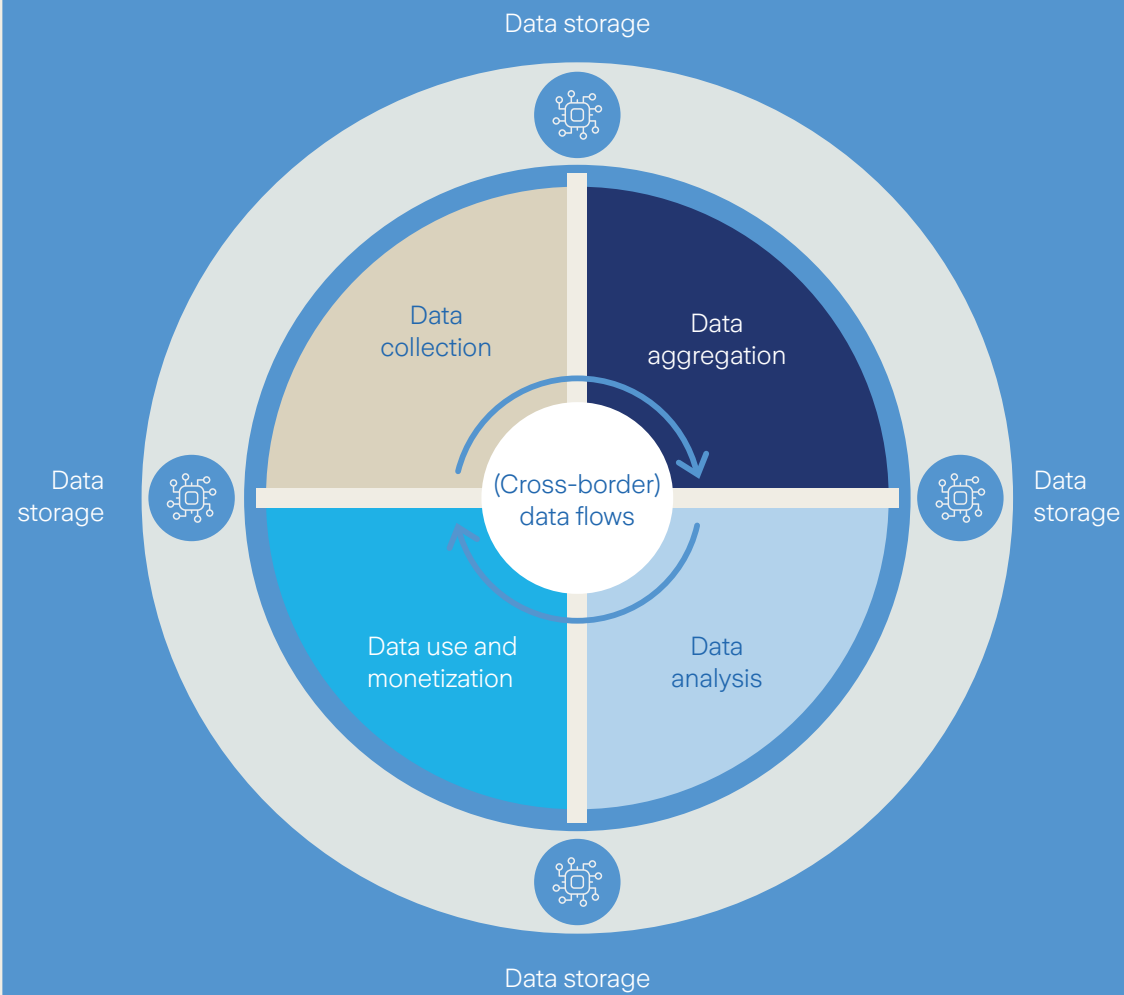 Data storage
Data
collection
Data
aggregation
Data
storage
(Cross-border)
data flows
Data
storage
Data use and
monetization
Data
analysis
Data storage